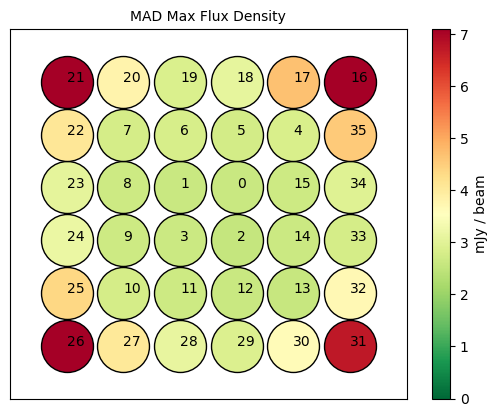 MAD Max Flux Density
21 20 19 18 17 16
22 7 6 5 4 35
23 8 1 0 15 34
24 9 3 2 14 33
25 10 11 12 13 32
26 27 28 29 30 31
7
6
5
4
3
2
1
0
mJy / beam